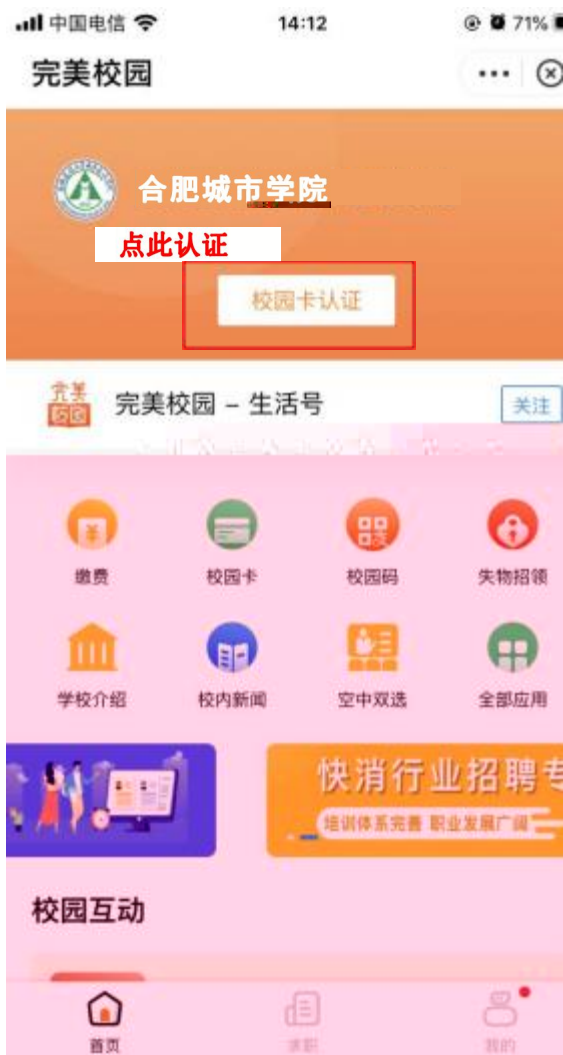 中国电信 14:12 71%
完美校园
合肥城市学院
点此认证
校园卡认证
完美校园
完美校园 – 生活号 关注
缴费 校园卡 校园码 失物招领
学校介绍 校内新闻 空中双选 全部应用
快消行业招聘专
培训体系完善 职业发展广阔
校园互动
首页 求职 我的